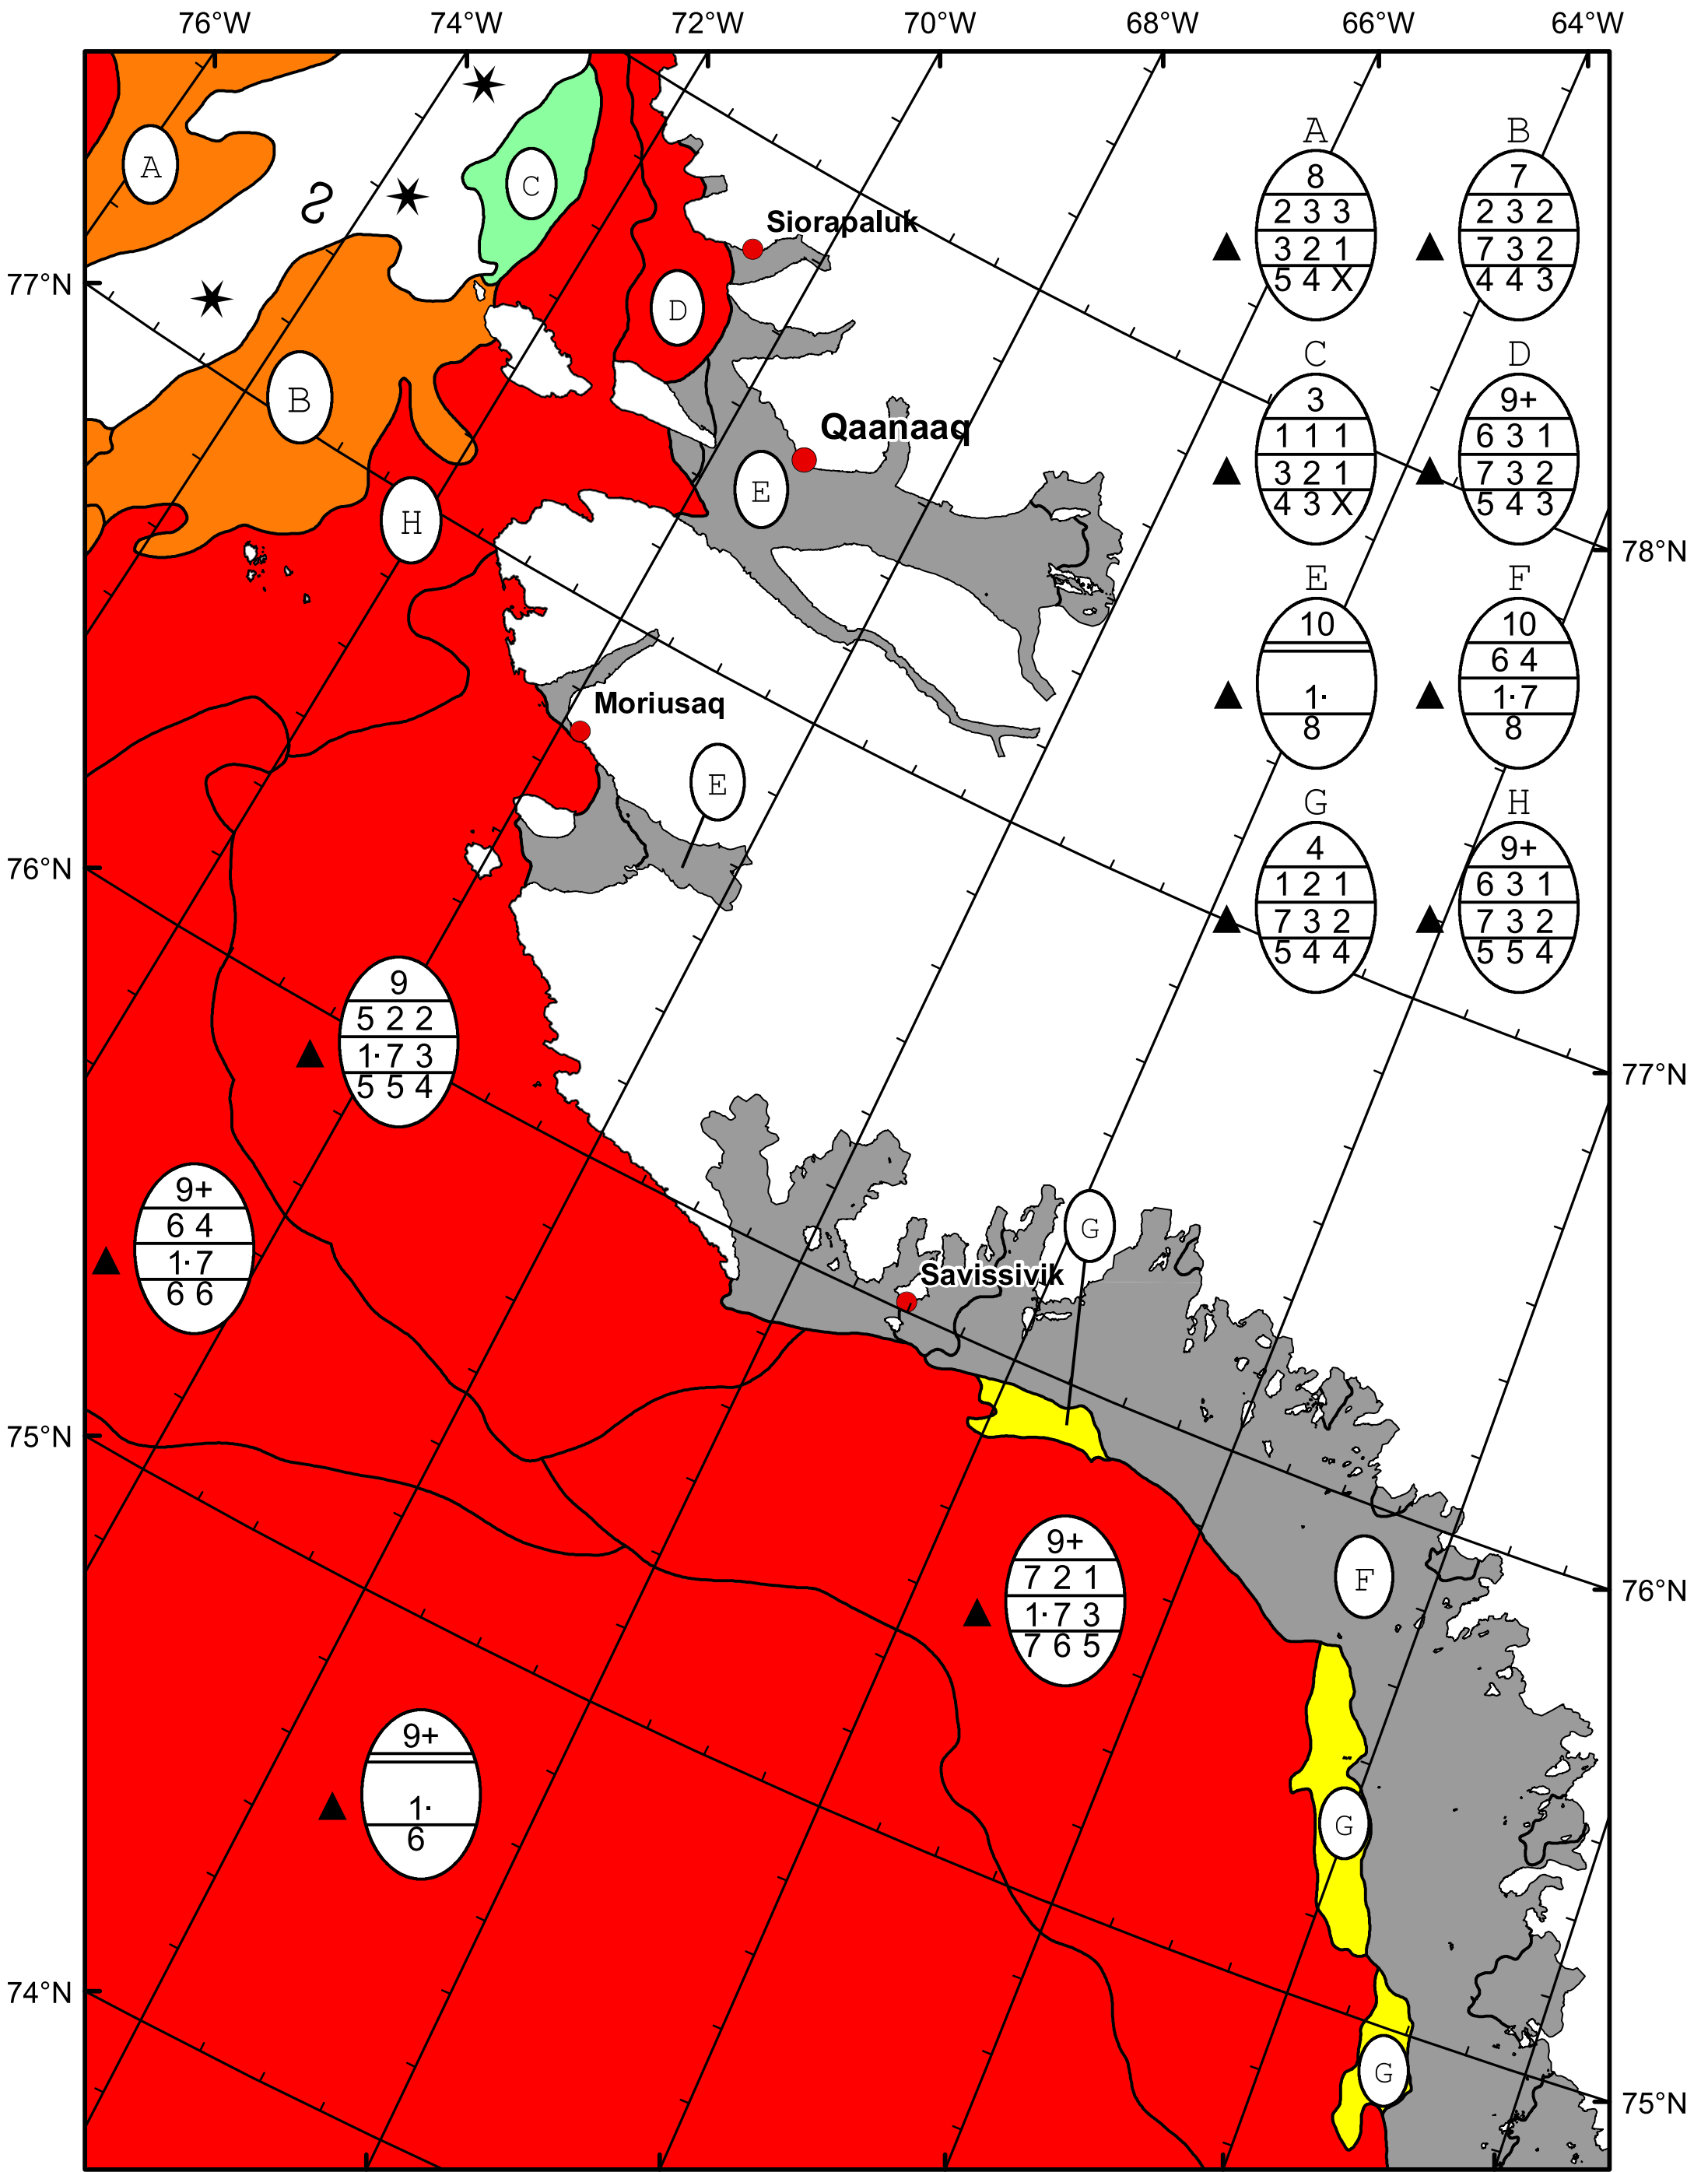 76°W 74°W 72°W 70°W 68°W 66°W 64°W
A B
8 7
A
C
2 3 3 2 3 2
Siorapaluk
3 2 1 7 3 2
77°N
5 4 X 4 4 3
D
C D
B
3 9+
Qaanaaq
1 1 1 6 3 1
3 2 1 7 3 2
E
4 3 X 5 4 3
H
78°N
E F
10 10
6 4
1· 1·7
Moriusaq
8 8
E
G H
4 9+
76°N
1 2 1 6 3 1
7 3 2 7 3 2
5 4 4 5 5 4
9
5 2 2
1·7 3
77°N
5 5 4
9+
6 4
G
1·7
Savissivik
6 6
75°N
9+
7 2 1
F
76°N
1·7 3
7 6 5
9+
1·
G
6
74°N
G
75°N